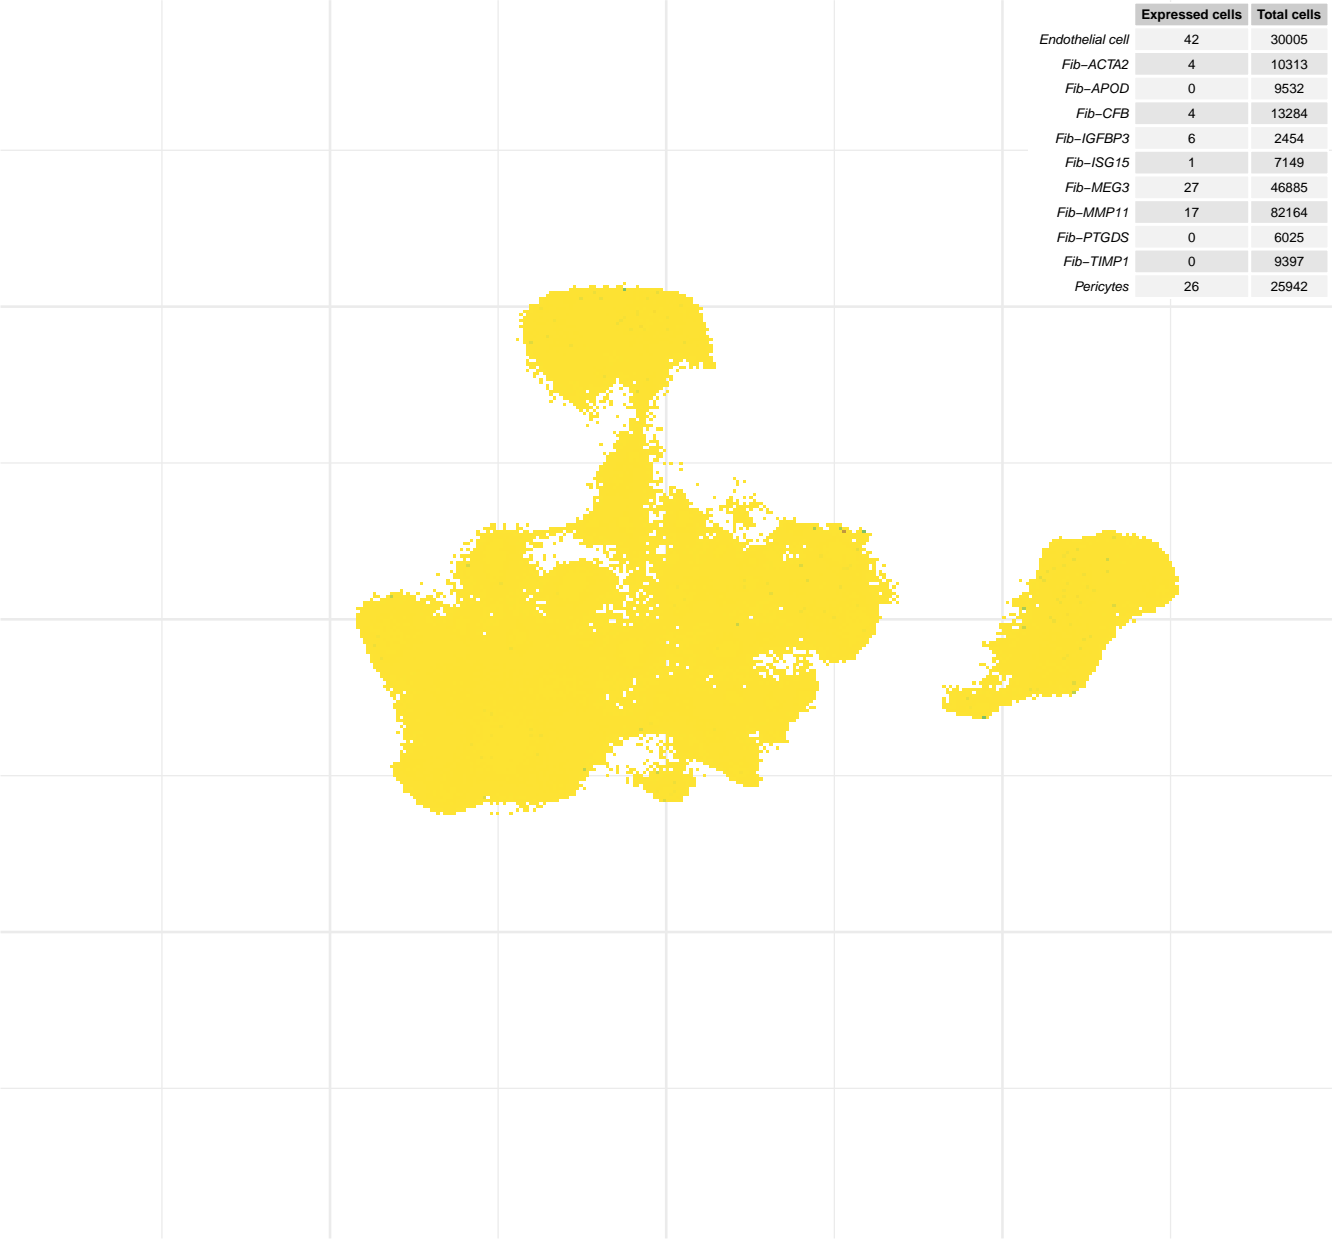 Expressed cells Total cells
Endothelial cell 42 30005
Fib−ACTA2 4 10313
Fib−APOD 0 9532
Fib−CFB 4 13284
Fib−IGFBP3 6 2454
Fib−ISG15 1 7149
Fib−MEG3 27 46885
Fib−MMP11 17 82164
Fib−PTGDS 0 6025
Fib−TIMP1 0 9397
Pericytes 26 25942